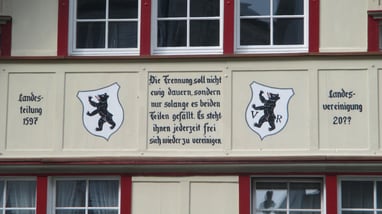 Landes-
teilung
1597
Die Trennung soll nicht
ewig dauern, sondern
nur solange es beiden
Teilen gefällt. Es steht
ihnen jederzeit frei
sich wieder zu vereinigen
V R
Landes-
vereinigung
20??